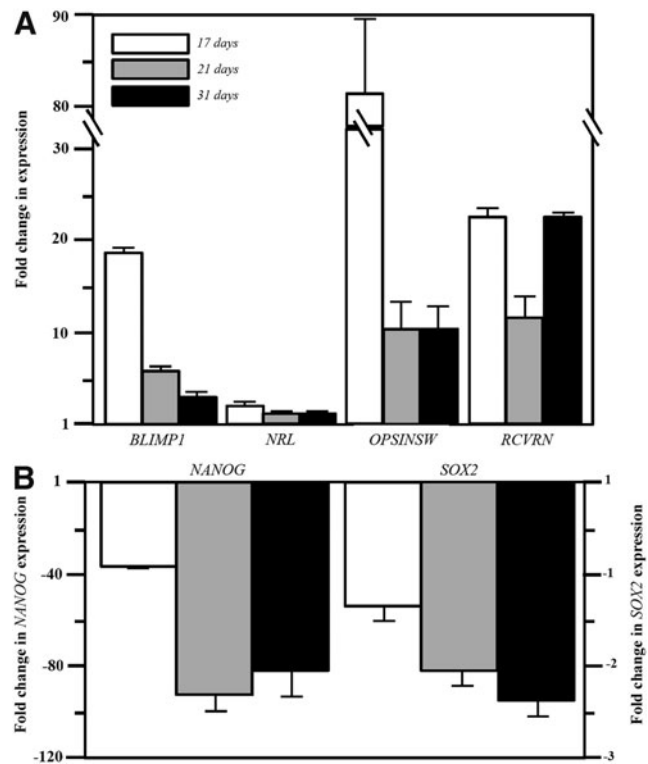 A
90
17 days
21 days
31 days
80
30
20
10
1
Fold change in expression
BLIMP1 NRL OPSINSW RCVRN
B
NANOG SOX2
1 1
-40 -1
-80 -2
-120 -3
Fold change in NANOG expression
Fold change in SOX2 expression